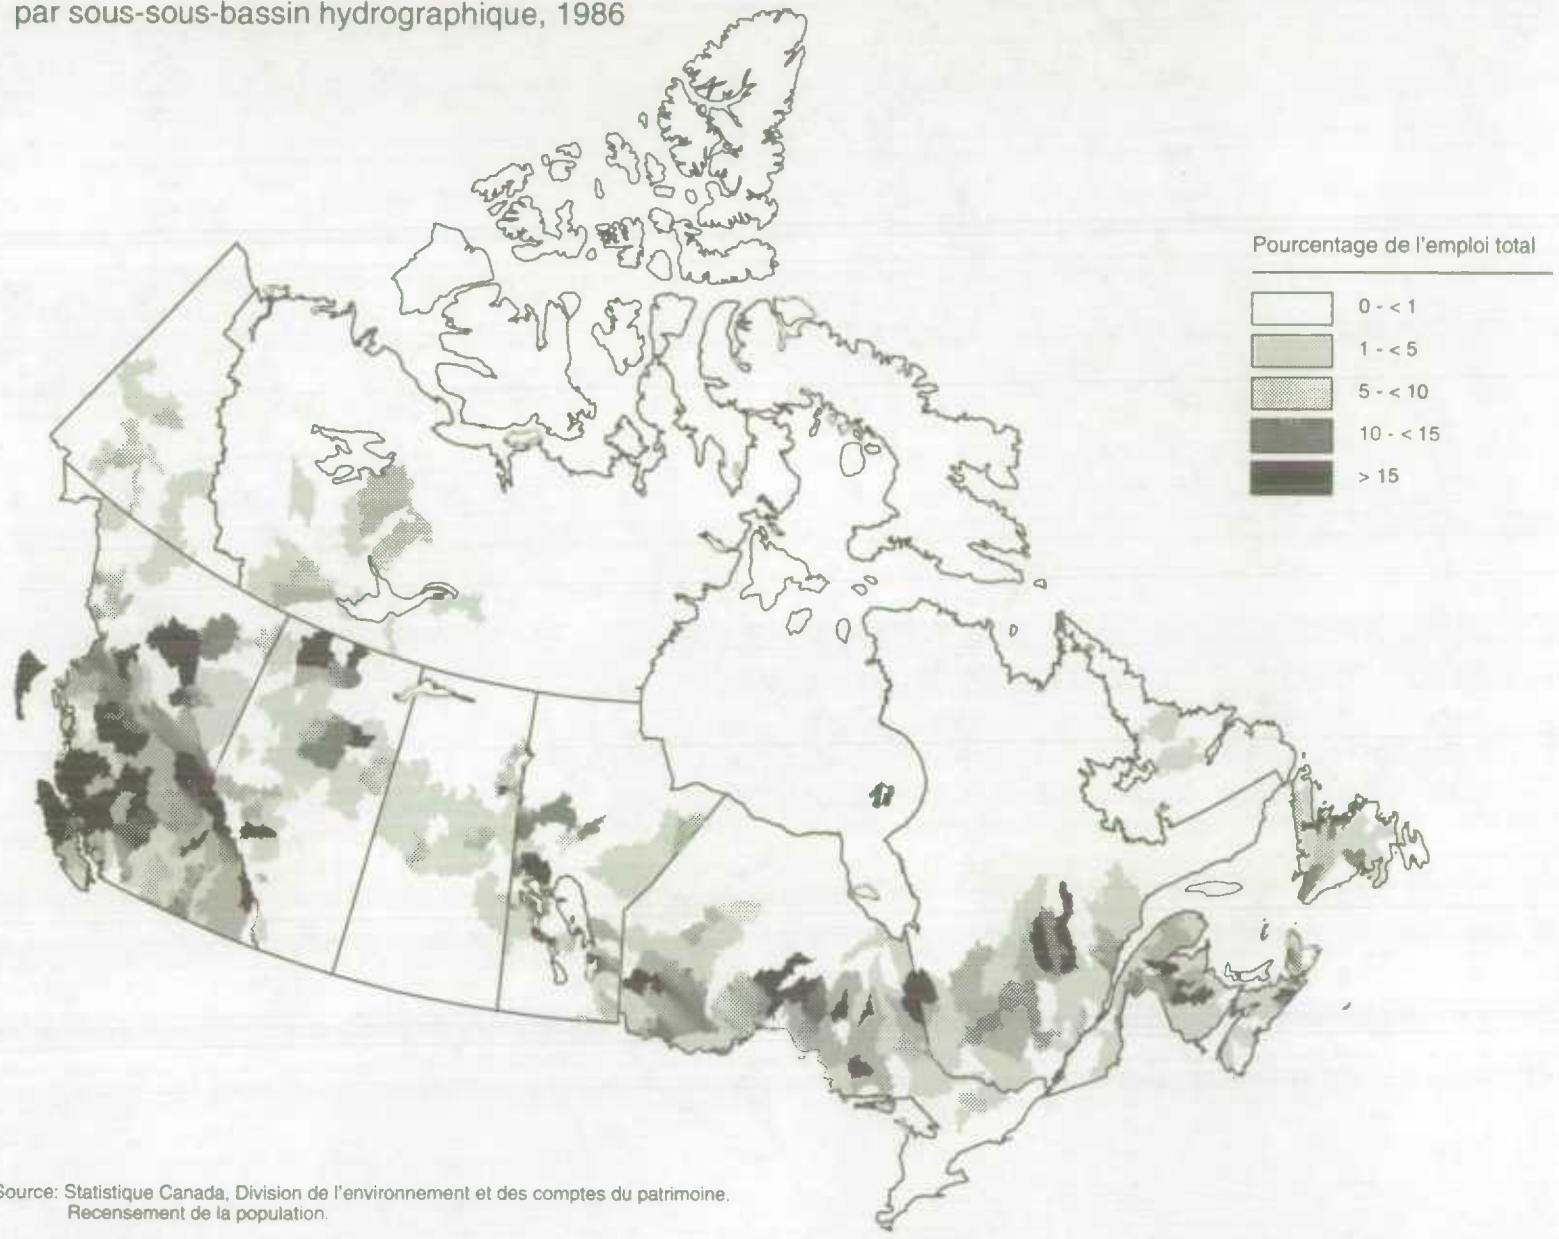 par sous-sous-bassin hydrographique, 1986
Pourcentage de l'emploi total
0 - < 1
1 - < 5
5 - < 10
10 - < 15
> 15
Source: Statistique Canada, Division de l'environnement et des comptes du patrimoine.
Recensement de la population.